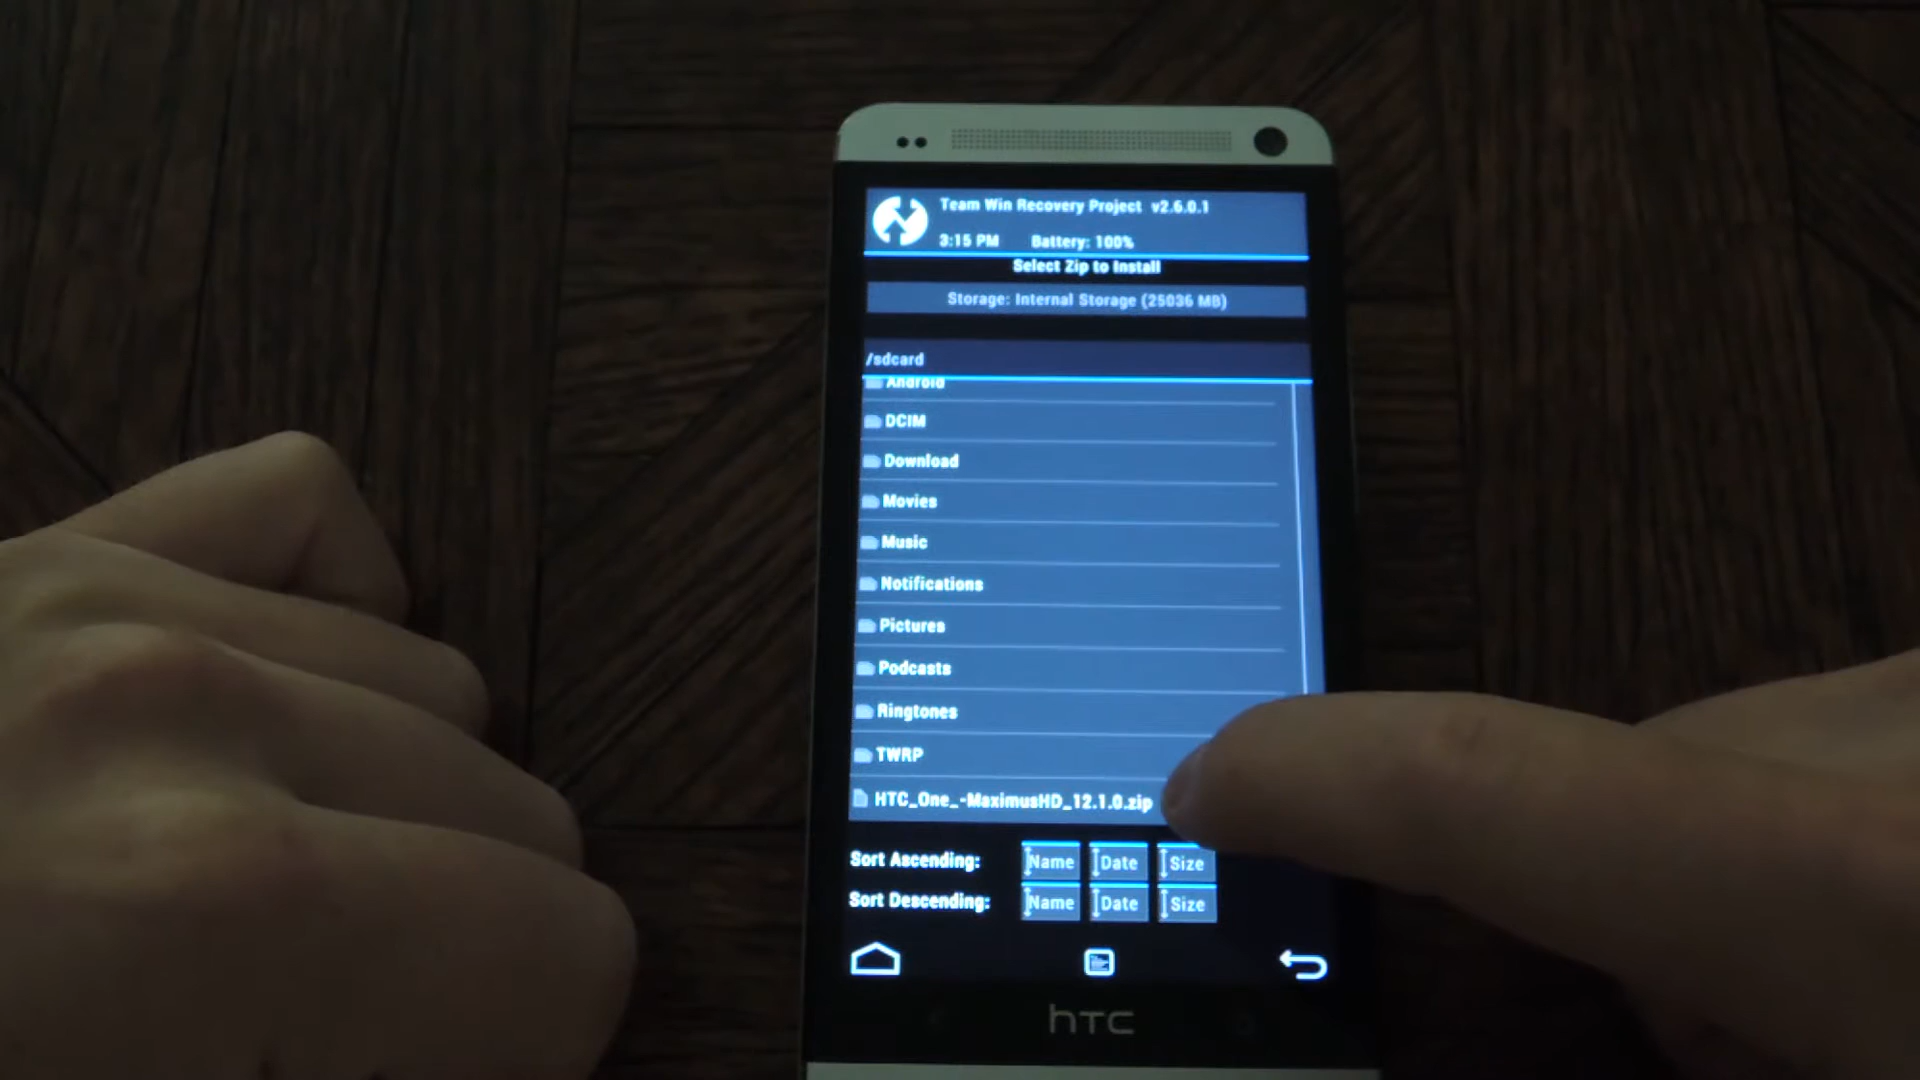 Team Win Recovery Project v2.6.0.1
3:15 PM Battery: 100%
Select Zip to Install
Storage: Internal Storage (25036 MB)
/sdcard
Android
DCIM
Download
Movies
Music
Notifications
Pictures
Podcasts
Ringtones
TWRP
HTC_One_-MaximusHD_12.1.0.zip
Sort Ascending: Name Date Size
Sort Descending: Name Date Size
hTC